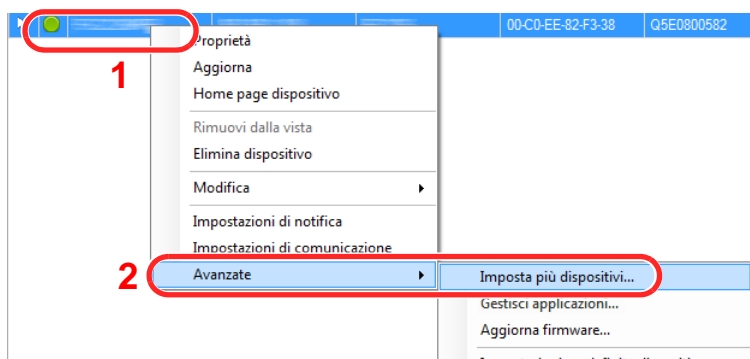 00-C0-EE-82-F3-38 Q5E0800582
1
Proprietà
Aggiorna
Home page dispositivo
Rimuovi dalla vista
Elimina dispositivo
Modifica
Impostazioni di notifica
Impostazioni di comunicazione
2
Avanzate
Imposta più dispositivi...
Gestisci applicazioni...
Aggiorna firmware...